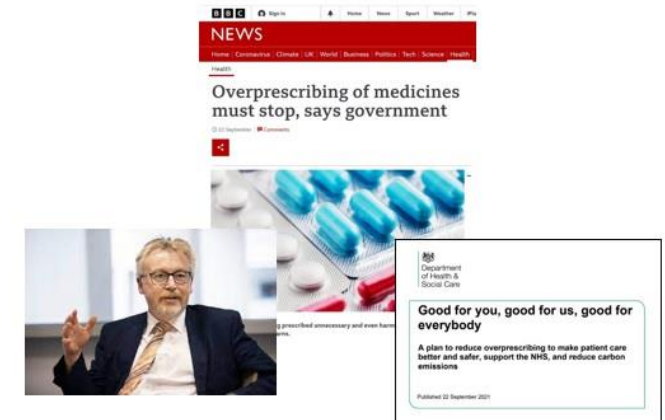 BBC Sign in Home News Sport Weather iPla
NEWS
Home Coronavirus Climate UK World Business Politics Tech Science Health
Health
Overprescribing of medicines
must stop, says government
22 September Comments
g prescribed unnecessary and even harm
Department
of Health &
Social Care
Good for you, good for us, good for
everybody
A plan to reduce overprescribing to make patient care
better and safer, support the NHS, and reduce carbon
emissions
Published 22 September 2021